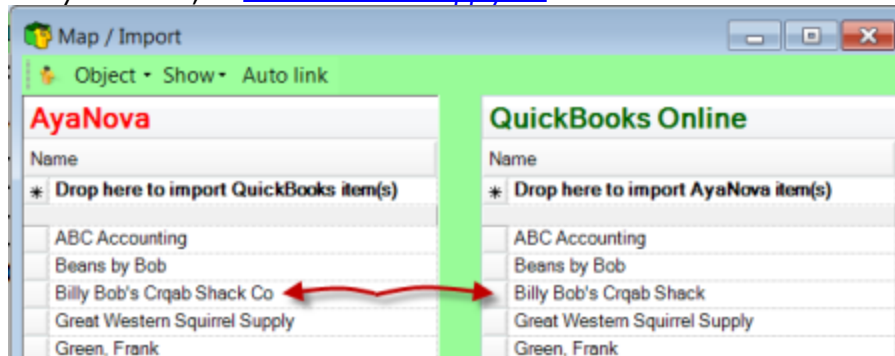 Map / Import
Object Show Auto link
AyaNova
QuickBooks Online
Name
Name
Drop here to import QuickBooks item(s)
Drop here to import AyaNova item(s)
ABC Accounting
ABC Accounting
Beans by Bob
Beans by Bob
Billy Bob's Crqab Shack Co
Billy Bob's Crqab Shack
Great Western Squirrel Supply
Great Western Squirrel Supply
Green, Frank
Green, Frank